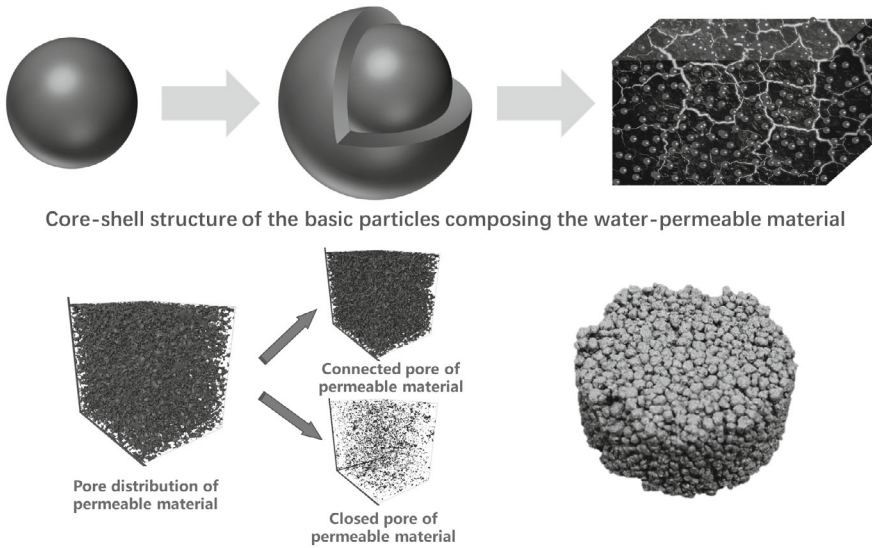 Core-shell structure of the basic particles composing the water-permeable material
Connected pore of
permeable material
Pore distribution of
permeable material
Closed pore of
permeable material